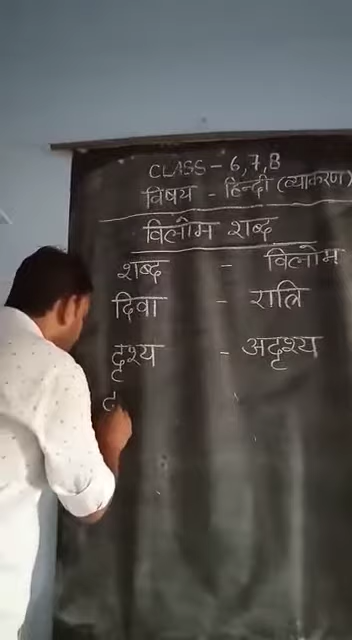 CLASS - 6, 7, 8
विषय - हिन्दी (व्याकरण)
विलोम शब्द
शब्द - विलोम
दिवा - रात्रि
दृश्य - अदृश्य